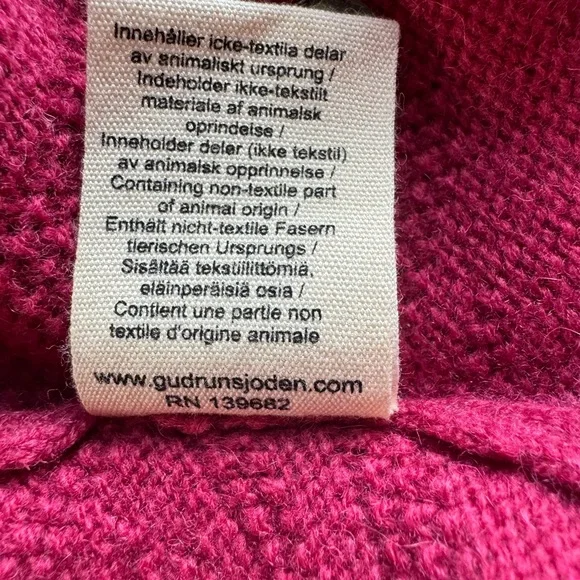 Innehåller icke-textila delar
av animaliskt ursprung /
Indeholder ikke-tekstilt
materiale af animalsk
oprindelse /
Inneholder deler (ikke tekstil)
av animalsk opprinnelse /
Containing non-textile part
of animal origin /
Enthält nicht-textile Fasern
tierischen Ursprungs /
Sisältää tekstiilittömiä,
eläinperäisiä osia /
Contient une partie non
textile d'origine animale
www.gudrunsjoden.com
RN 139682